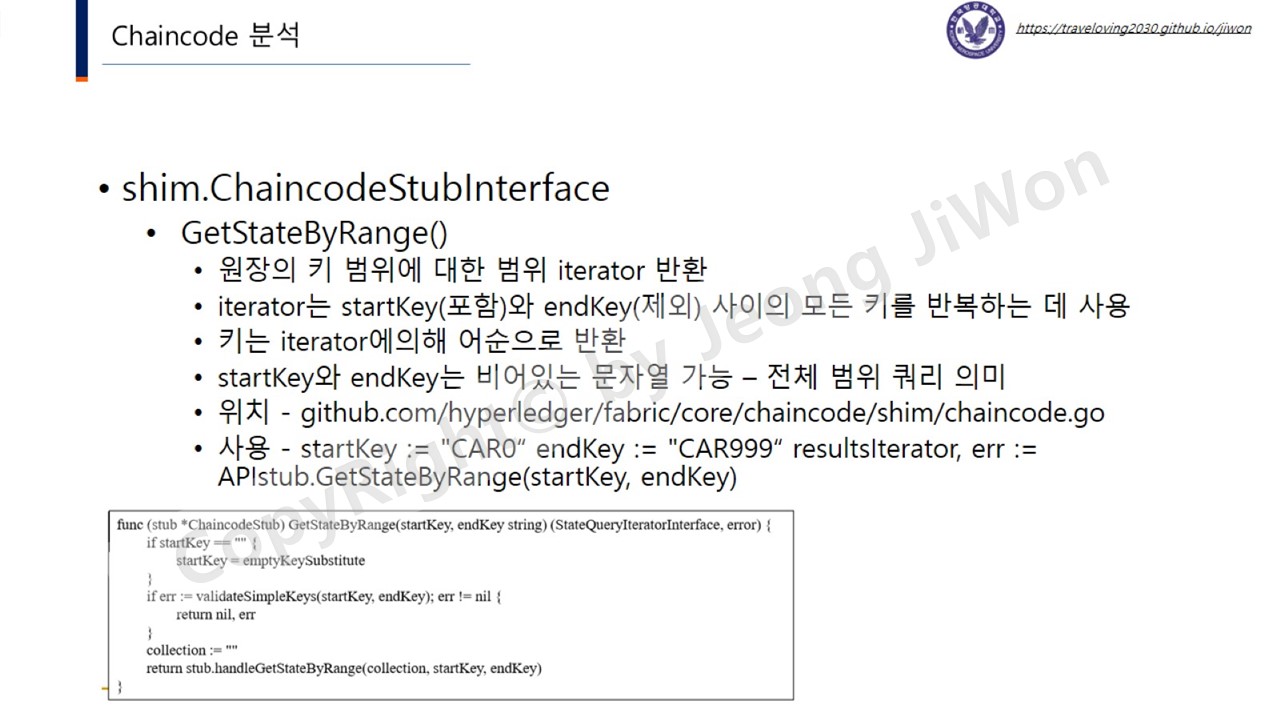 Chaincode 분석
https://traveloving2030.github.io/jiwon
• shim.ChaincodeStubInterface
• GetStateByRange()
• 원장의 키 범위에 대한 범위 iterator 반환
• iterator는 startKey(포함)와 endKey(제외) 사이의 모든 키를 반복하는 데 사용
• 키는 iterator에의해 어순으로 반환
• startKey와 endKey는 비어있는 문자열 가능 – 전체 범위 쿼리 의미
• 위치 - github.com/hyperledger/fabric/core/chaincode/shim/chaincode.go
• 사용 - startKey := "CAR0“ endKey := "CAR999“ resultsIterator, err :=
APIstub.GetStateByRange(startKey, endKey)
func (stub *ChaincodeStub) GetStateByRange(startKey, endKey string) (StateQueryIteratorInterface, error) {
if startKey == "" {
startKey = emptyKeySubstitute
}
if err := validateSimpleKeys(startKey, endKey); err != nil {
return nil, err
}
collection := ""
return stub.handleGetStateByRange(collection, startKey, endKey)
}
CopyRight© by Jeong JiWon